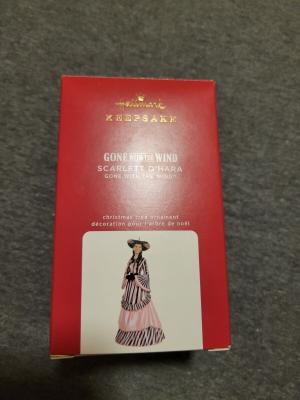 Hallmark
KEEPSAKE
GONE WITH THE WIND
SCARLETT O'HARA
GONE WITH THE WIND™
christmas tree ornament
décoration pour l'arbre de noël